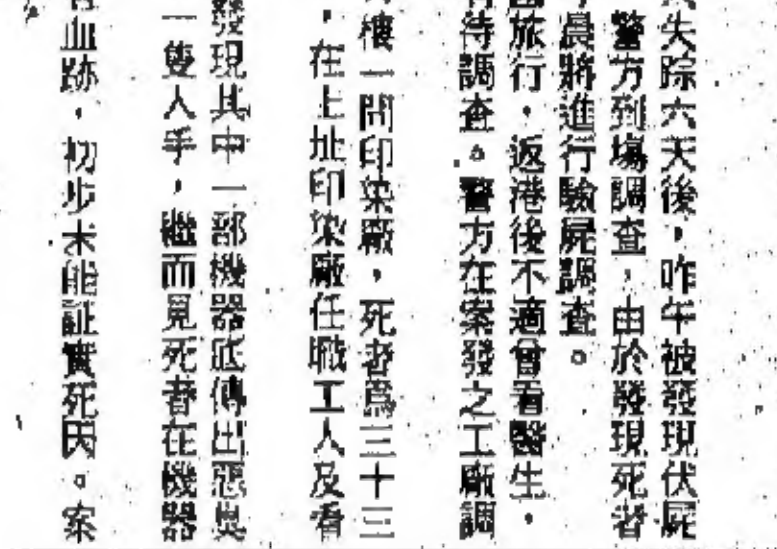 失踪六天後，昨午被發現伏屍
警方到塲調查，由於發現死者
晨將進行驗屍調查。
旅行，返港後不適曾看醫生，
待調查。警方在案發之工廠調
樓一間印染廠，死者爲三十三
，在上址印染廠任職工人及看
發現其中一部機器底傳出惡臭
一隻人手，繼而見死者在機器
血跡，初步未能証實死因。案